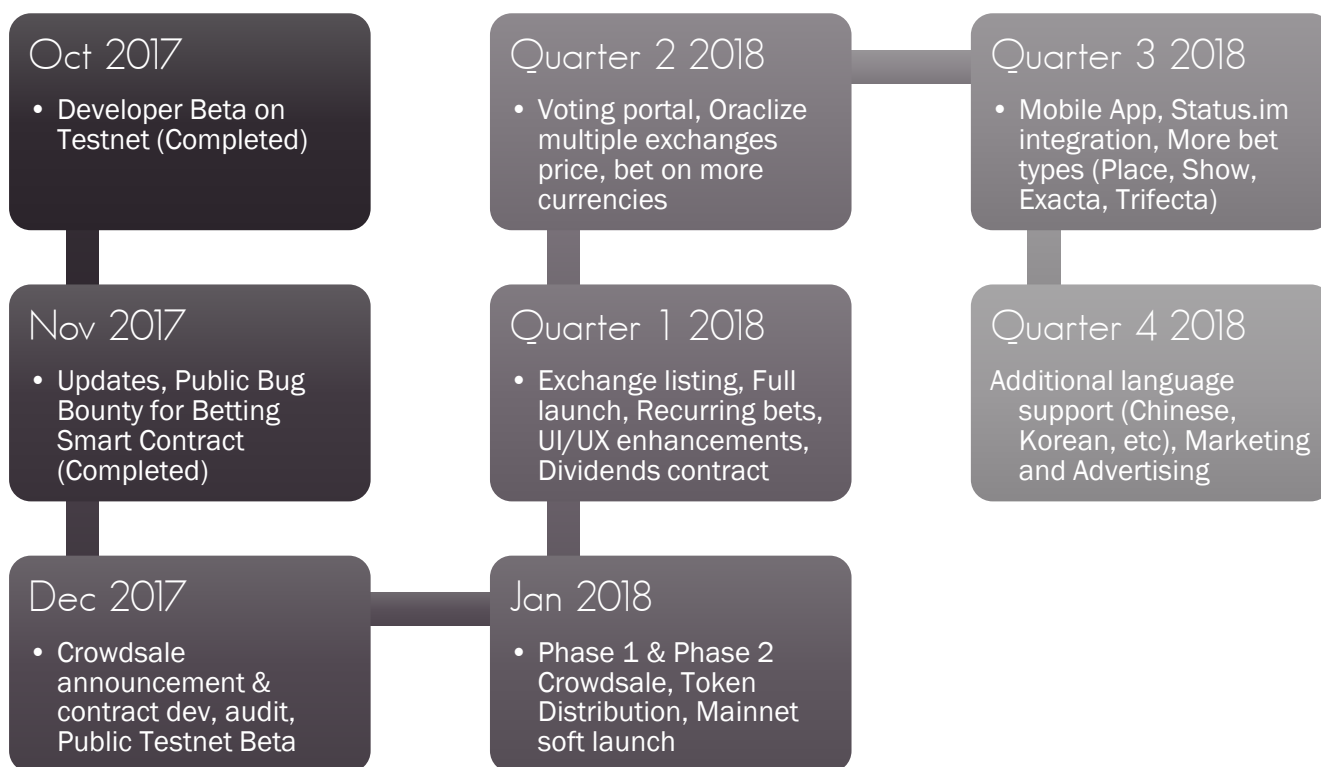 Oct 2017
• Developer Beta on
Testnet (Completed)
Nov 2017
• Updates, Public Bug
Bounty for Betting
Smart Contract
(Completed)
Dec 2017
• Crowdsale
announcement &
contract dev, audit,
Public Testnet Beta
Jan 2018
• Phase 1 & Phase 2
Crowdsale, Token
Distribution, Mainnet
soft launch
Quarter 1 2018
• Exchange listing, Full
launch, Recurring bets,
UI/UX enhancements,
Dividends contract
Quarter 2 2018
• Voting portal, Oraclize
multiple exchanges
price, bet on more
currencies
Quarter 3 2018
• Mobile App, Status.im
integration, More bet
types (Place, Show,
Exacta, Trifecta)
Quarter 4 2018
Additional language
support (Chinese,
Korean, etc), Marketing
and Advertising